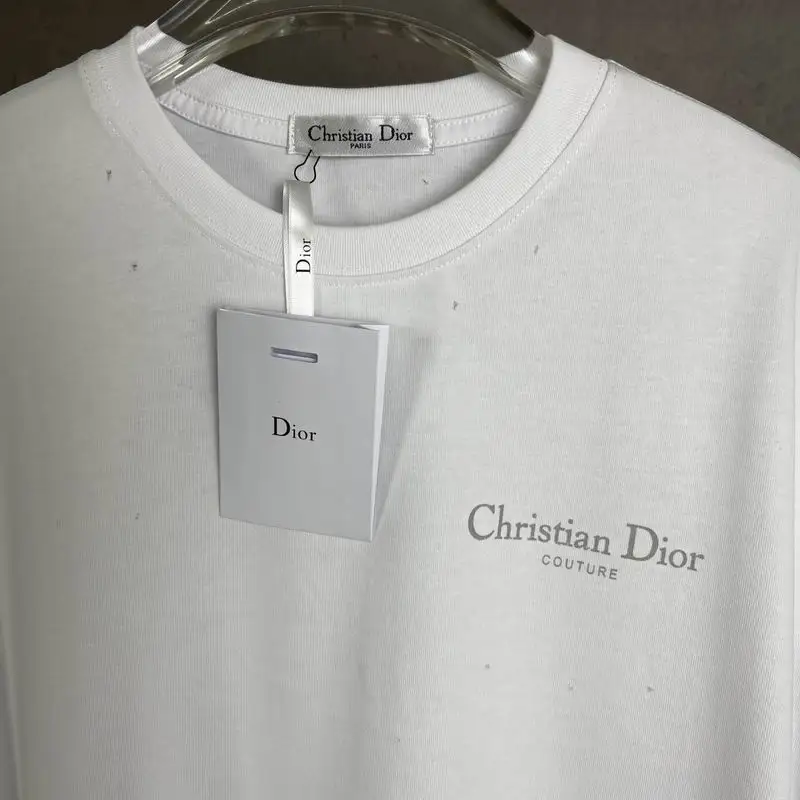 Christian Dior
PARIS
Dior
Dior
Christian Dior
COUTURE